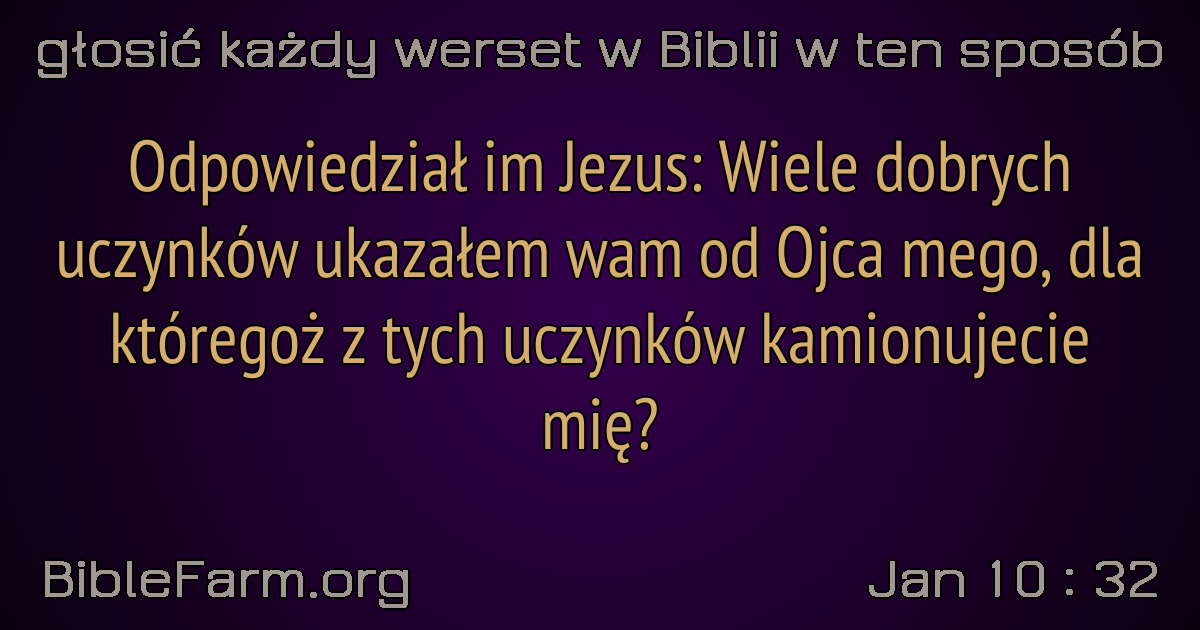 głosić każdy werset w Biblii w ten sposób
Odpowiedział im Jezus: Wiele dobrych
uczynków ukazałem wam od Ojca mego, dla
któregoż z tych uczynków kamionujecie
mię?
BibleFarm.org
Jan 10 : 32